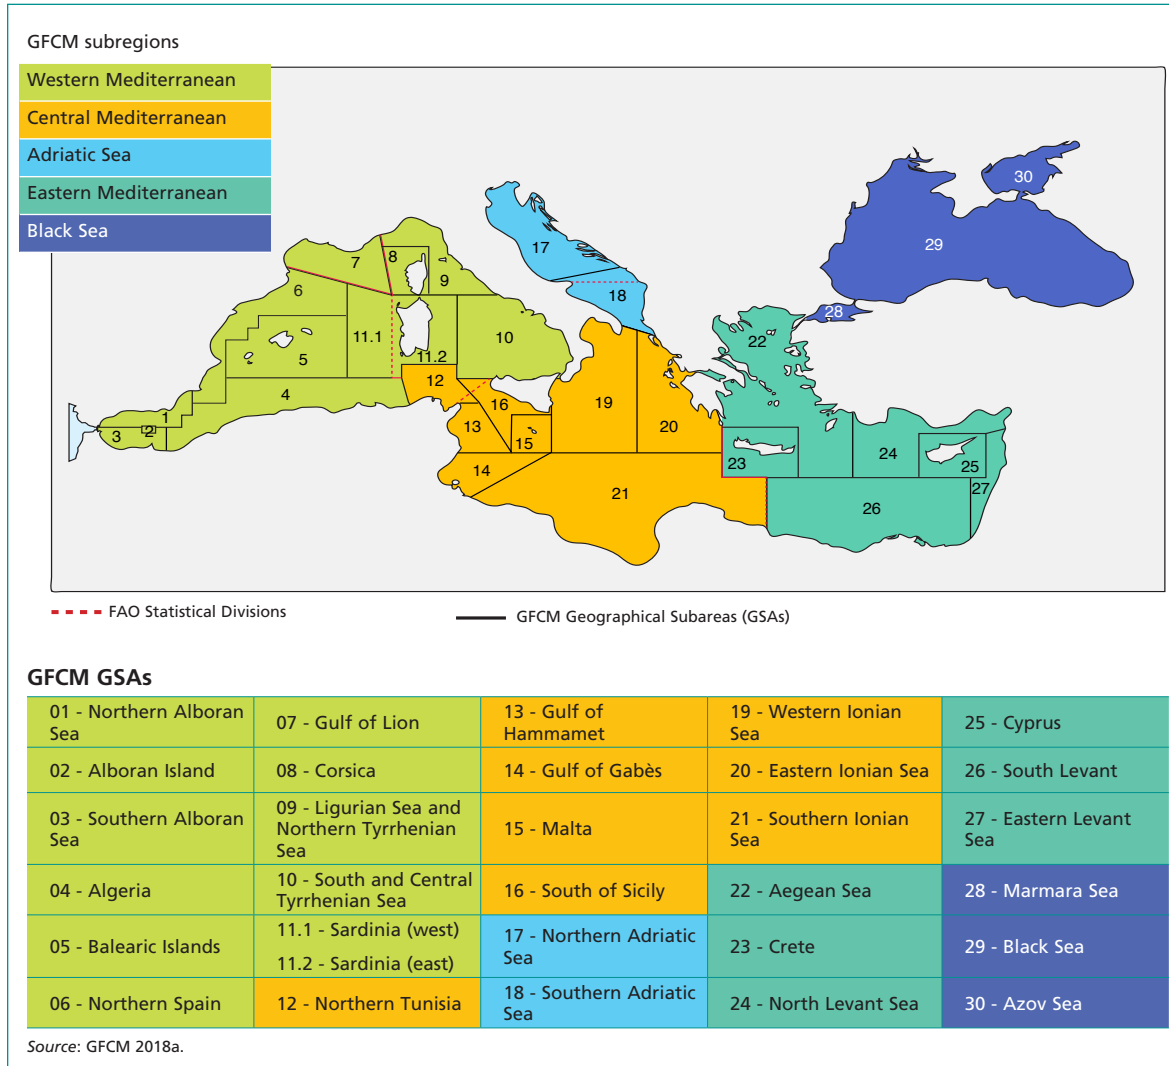 GFCM subregions
Western Mediterranean
Central Mediterranean
Adriatic Sea
Eastern Mediterranean
Black Sea
30
17
29
7
8
9
6
18
28
22
11.1
10
5
11.2
12
4
16
19
1
3
2
13
20
15
24
23
25
14
27
21
26
FAO Statistical Divisions
GFCM Geographical Subareas (GSAs)
GFCM GSAs
01 - Northern Alboran
Sea
07 - Gulf of Lion
13 - Gulf of
Hammamet
19 - Western Ionian
Sea
25 - Cyprus
02 - Alboran Island
08 - Corsica
14 - Gulf of Gabès
20 - Eastern Ionian Sea
26 - South Levant
03 - Southern Alboran
Sea
09 - Ligurian Sea and
Northern Tyrrhenian
Sea
15 - Malta
21 - Southern Ionian
Sea
27 - Eastern Levant
Sea
04 - Algeria
10 - South and Central
Tyrrhenian Sea
16 - South of Sicily
22 - Aegean Sea
28 - Marmara Sea
05 - Balearic Islands
11.1 - Sardinia (west)
11.2 - Sardinia (east)
17 - Northern Adriatic
Sea
23 - Crete
29 - Black Sea
06 - Northern Spain
12 - Northern Tunisia
18 - Southern Adriatic
Sea
24 - North Levant Sea
30 - Azov Sea
Source: GFCM 2018a.